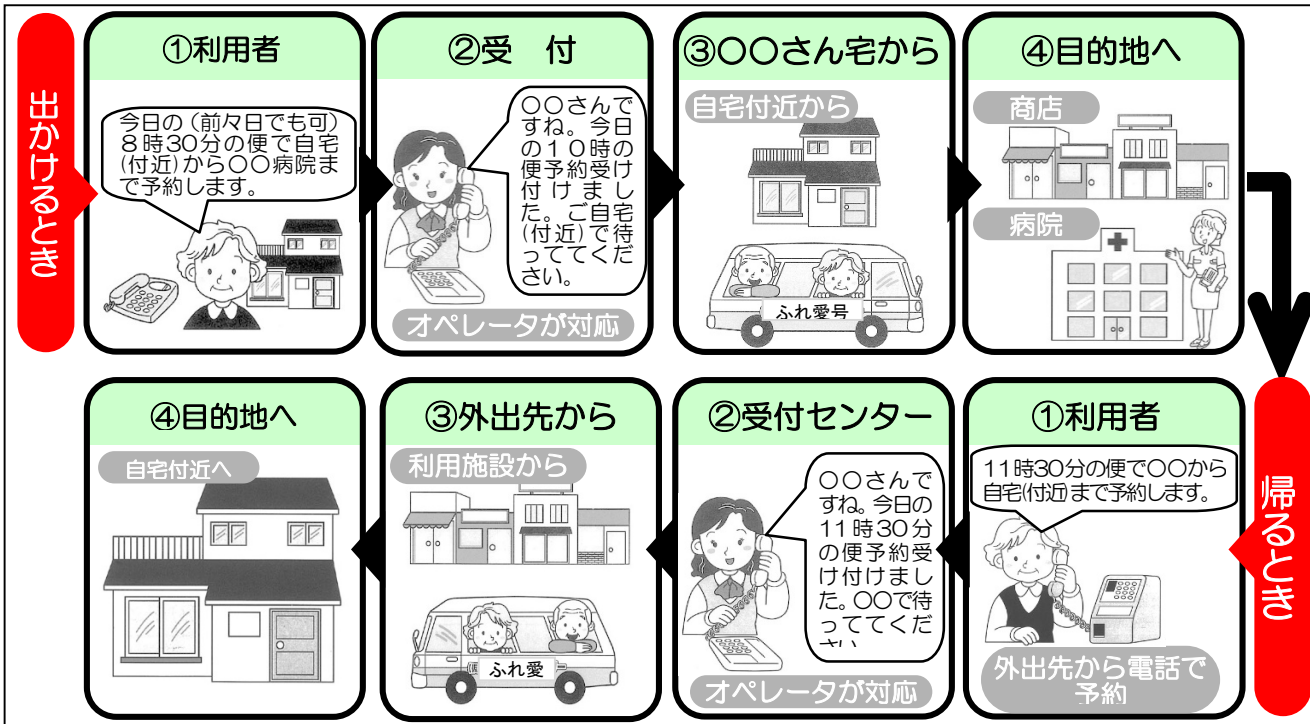 出かけるとき
①利用者
今日の(前々日でも可)
8時30分の便で自宅
(付近)から〇〇病院ま
で予約します。
②受 付
〇〇さんで
すね。今日
の10時の
便予約受け
付けまし
た。ご自宅
(付近)で待
っててくだ
さい。
オペレータが対応
③〇〇さん宅から
自宅付近から
ふれ愛号
④目的地へ
商店
病院
帰るとき
①利用者
11時30分の便で〇〇から
自宅(付近)まで予約します。
外出先から電話で
予約
②受付センター
〇〇さんで
すね。今日の
11時30分
の便予約受
け付けまし
た。〇〇で待
っててくだ
さい
オペレータが対応
③外出先から
利用施設から
ふれ愛
④目的地へ
自宅付近へ